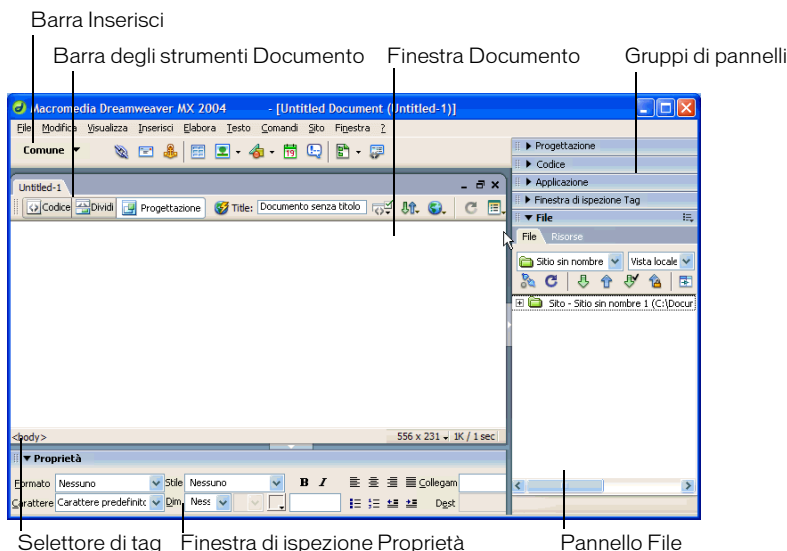 Barra Inserisci
Barra degli strumenti Documento Finestra Documento Gruppi di pannelli
Macromedia Dreamweaver MX 2004 - [Untitled Document (Untitled-1)]
File Modifica Visualizza Inserisci Elabora Testo Comandi Sito Finestra ?
Comune
Progettazione
Codice
Applicazione
Finestra di ispezione Tag
File
Untitled-1
Codice Dividi Progettazione Title: Documento senza titolo
File Risorse
Sitio sin nombre Vista locale
Sito - Sitio sin nombre 1 (C:\Docur
<body> 556 x 231 1K / 1 sec
Proprietà
Formato Nessuno Stile Nessuno B I Collegam
Carattere Carattere predefinitc Dim. Ness Dest
Selettore di tag Finestra di ispezione Proprietà Pannello File